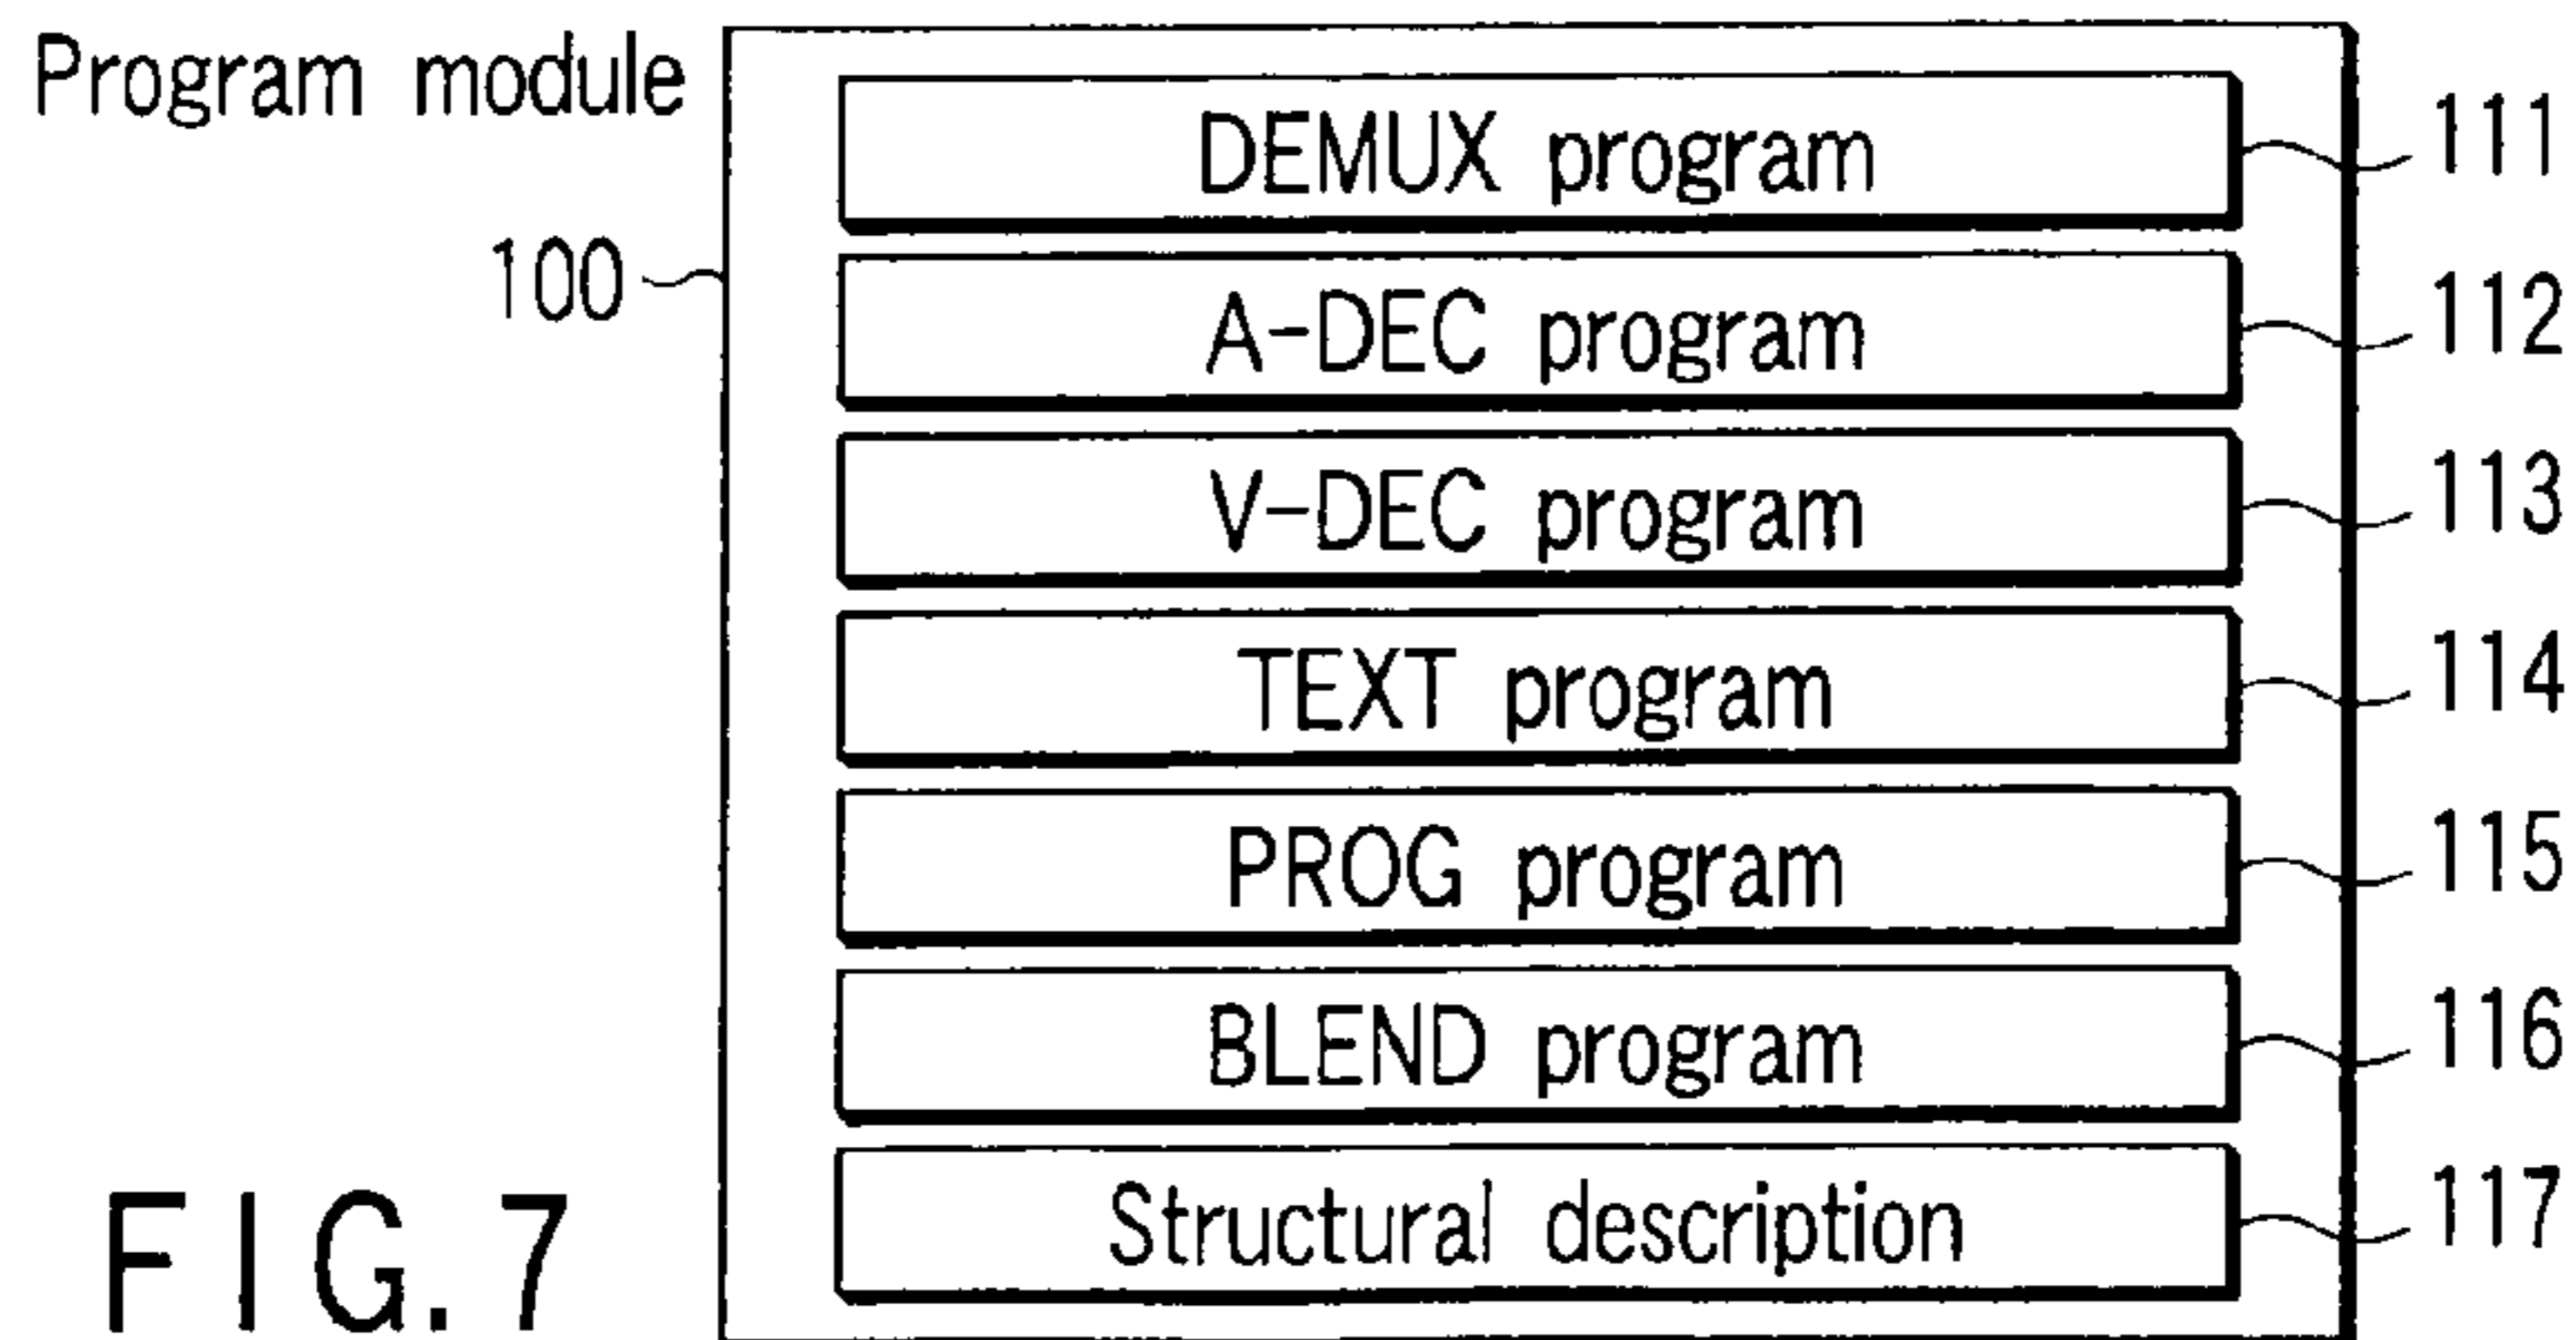 Program module
100
DEMUX program 111
A-DEC program 112
V-DEC program 113
TEXT program 114
PROG program 115
BLEND program 116
Structural description 117
FIG.7